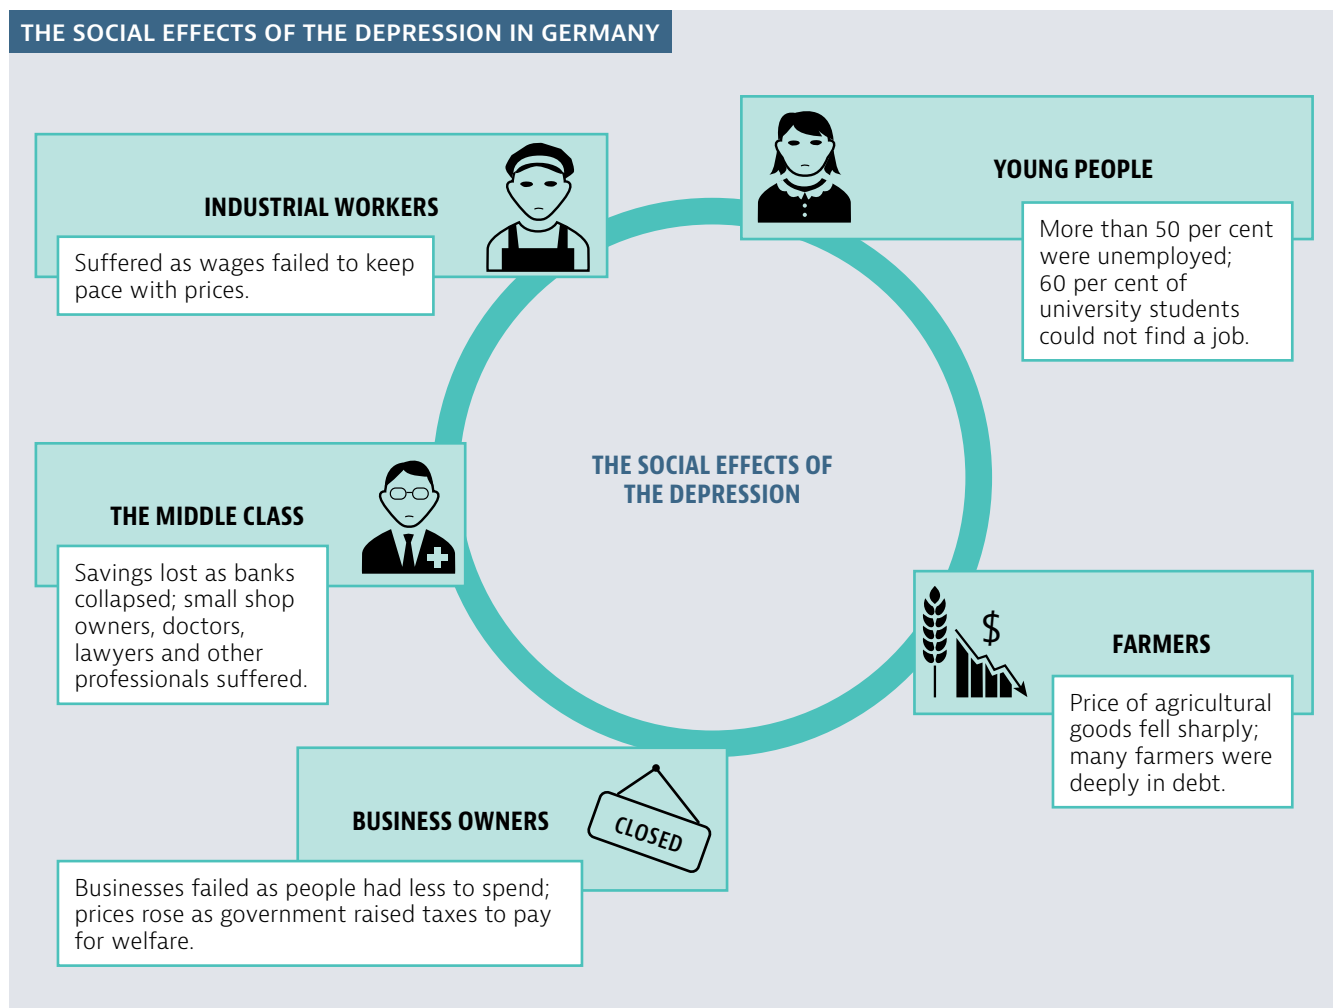 THE SOCIAL EFFECTS OF THE DEPRESSION IN GERMANY
INDUSTRIAL WORKERS
Suffered as wages failed to keep
pace with prices.
YOUNG PEOPLE
More than 50 per cent
were unemployed;
60 per cent of
university students
could not find a job.
THE SOCIAL EFFECTS OF
THE DEPRESSION
THE MIDDLE CLASS
Savings lost as banks
collapsed; small shop
owners, doctors,
lawyers and other
professionals suffered.
$
FARMERS
Price of agricultural
goods fell sharply;
many farmers were
deeply in debt.
BUSINESS OWNERS
CLOSED
Businesses failed as people had less to spend;
prices rose as government raised taxes to pay
for welfare.